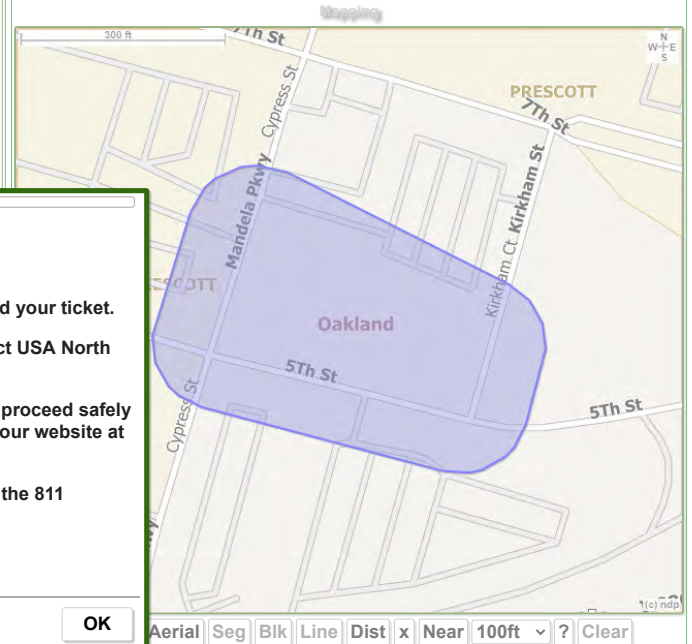 Mapping
300 ft
7Th St
N
W E
S
Cypress St
PRESCOTT
7Th St
Kirkham St
Mandela Pkwy
Kirkham Ct
d your ticket.
ct USA North
Oakland
5Th St
5Th St
proceed safely
our website at
Cypress St
the 811
(c) ndp
OK
Aerial Seg Blk Line Dist x Near 100ft ? Clear